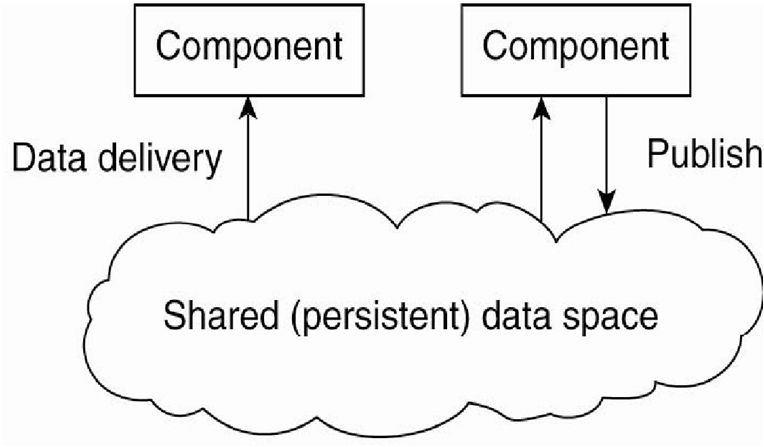 Component
Component
Data delivery
Publish
Shared (persistent) data space